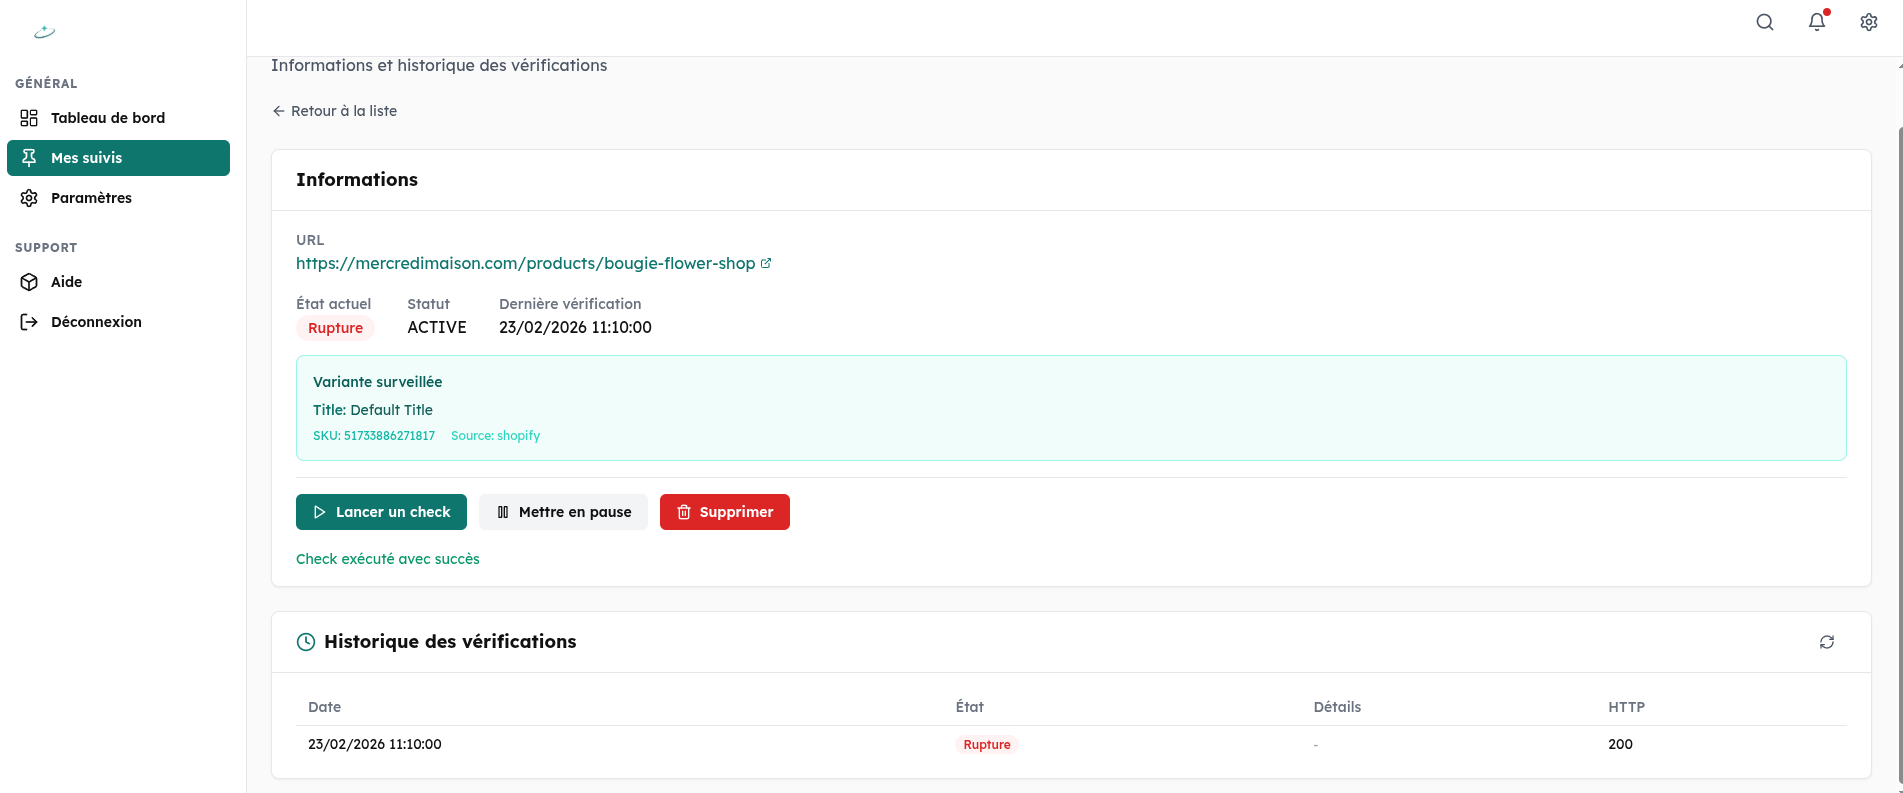 GÉNÉRAL
Tableau de bord
Mes suivis
Paramètres
SUPPORT
Aide
Déconnexion
Informations et historique des vérifications
Retour à la liste
Informations
URL
https://mercredimaison.com/products/bougie-flower-shop
État actuel Statut Dernière vérification
Rupture ACTIVE 23/02/2026 11:10:00
Variante surveillée
Title: Default Title
SKU: 51733886271817 Source: shopify
Lancer un check Mettre en pause Supprimer
Check exécuté avec succès
Historique des vérifications
Date État Détails HTTP
23/02/2026 11:10:00 Rupture - 200